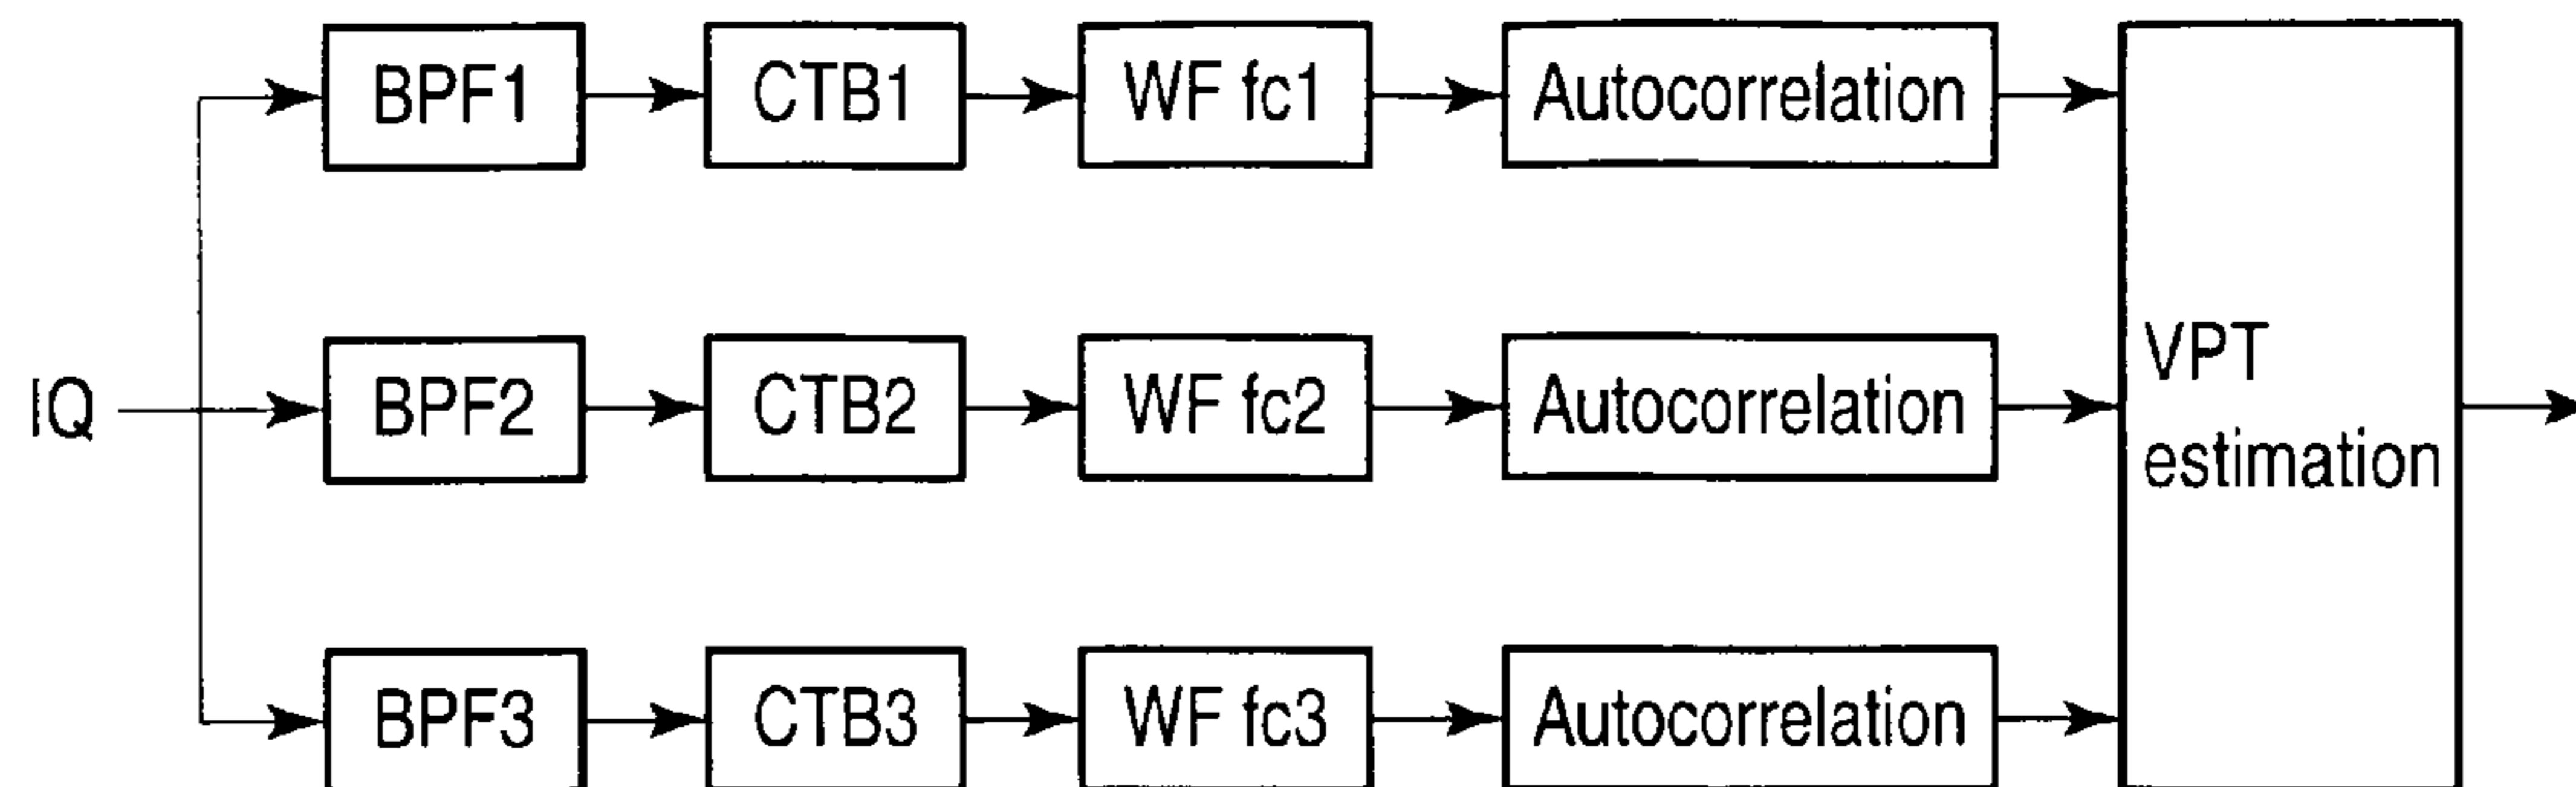 BPF1 CTB1 WF fc1 Autocorrelation
IQ BPF2 CTB2 WF fc2 Autocorrelation VPT
estimation
BPF3 CTB3 WF fc3 Autocorrelation